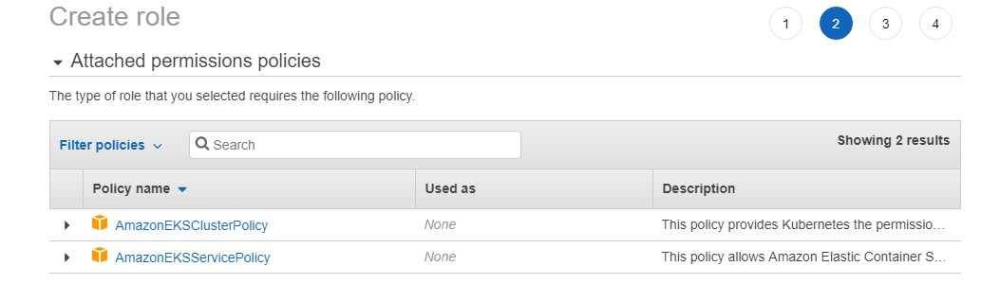 Create role
1 2 3 4
Attached permissions policies
The type of role that you selected requires the following policy.
Filter policies Search Showing 2 results
Policy name Used as Description
AmazonEKSClusterPolicy None This policy provides Kubernetes the permissio...
AmazonEKSServicePolicy None This policy allows Amazon Elastic Container S...